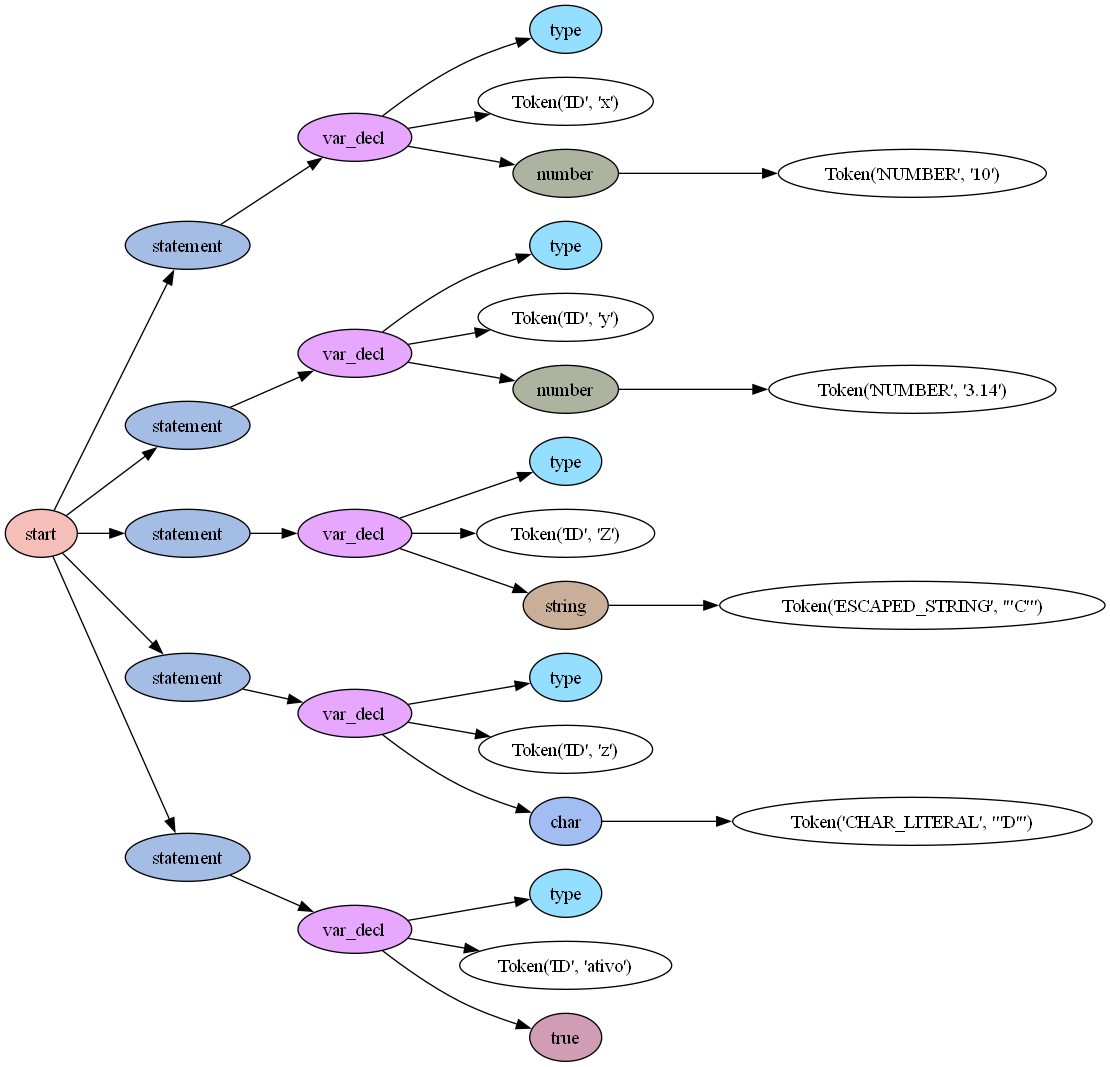 type
Token('ID', 'x')
var_decl
number
Token('NUMBER', '10')
statement
type
Token('ID', 'y')
var_decl
number
Token('NUMBER', '3.14')
statement
type
start
statement
var_decl
Token('ID', 'Z')
string
Token('ESCAPED_STRING', '"C"')
statement
type
var_decl
Token('ID', 'z')
char
Token('CHAR_LITERAL', "'D'")
statement
type
var_decl
Token('ID', 'ativo')
true